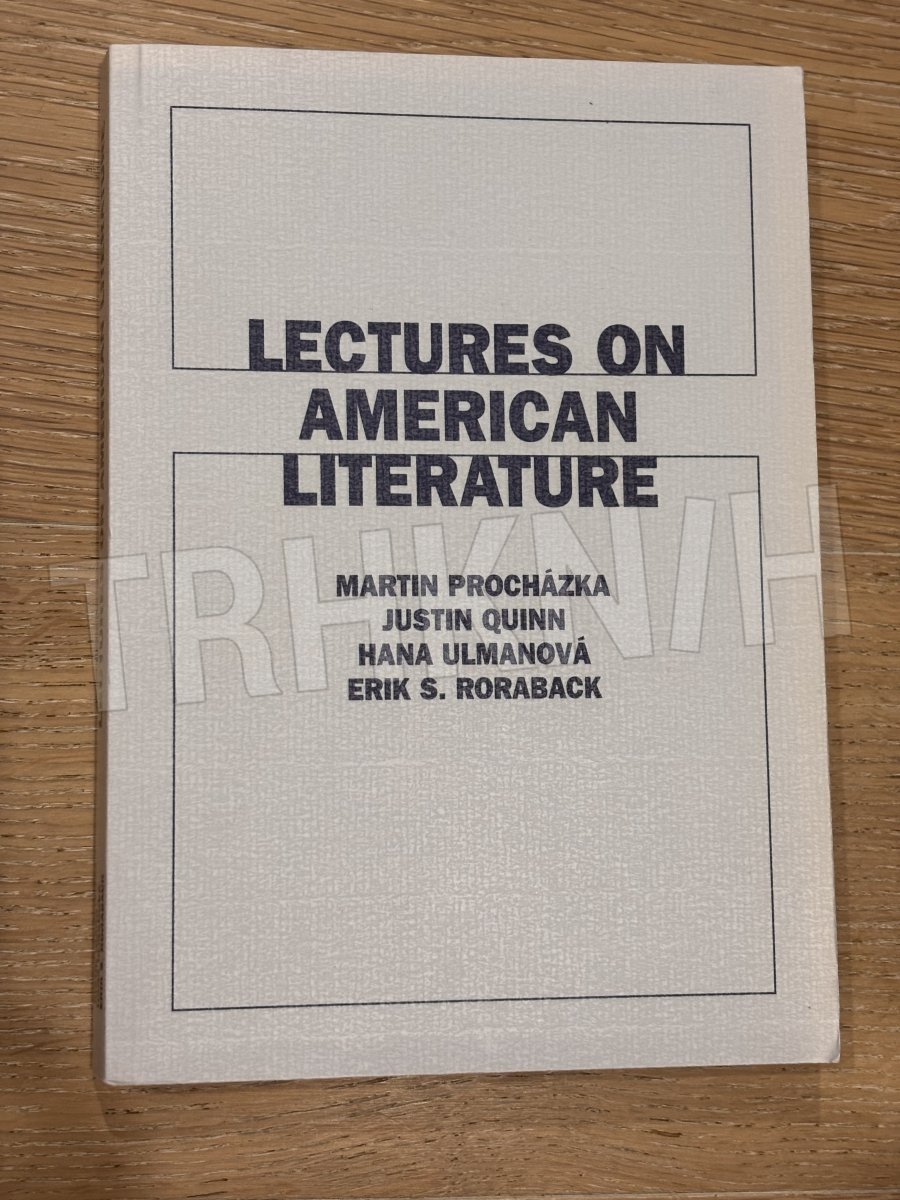 LECTURES ON
AMERICAN
LITERATURE
MARTIN PROCHÁZKA
JUSTIN QUINN
HANA ULMANOVÁ
ERIK S. RORABACK
TRHKNIH